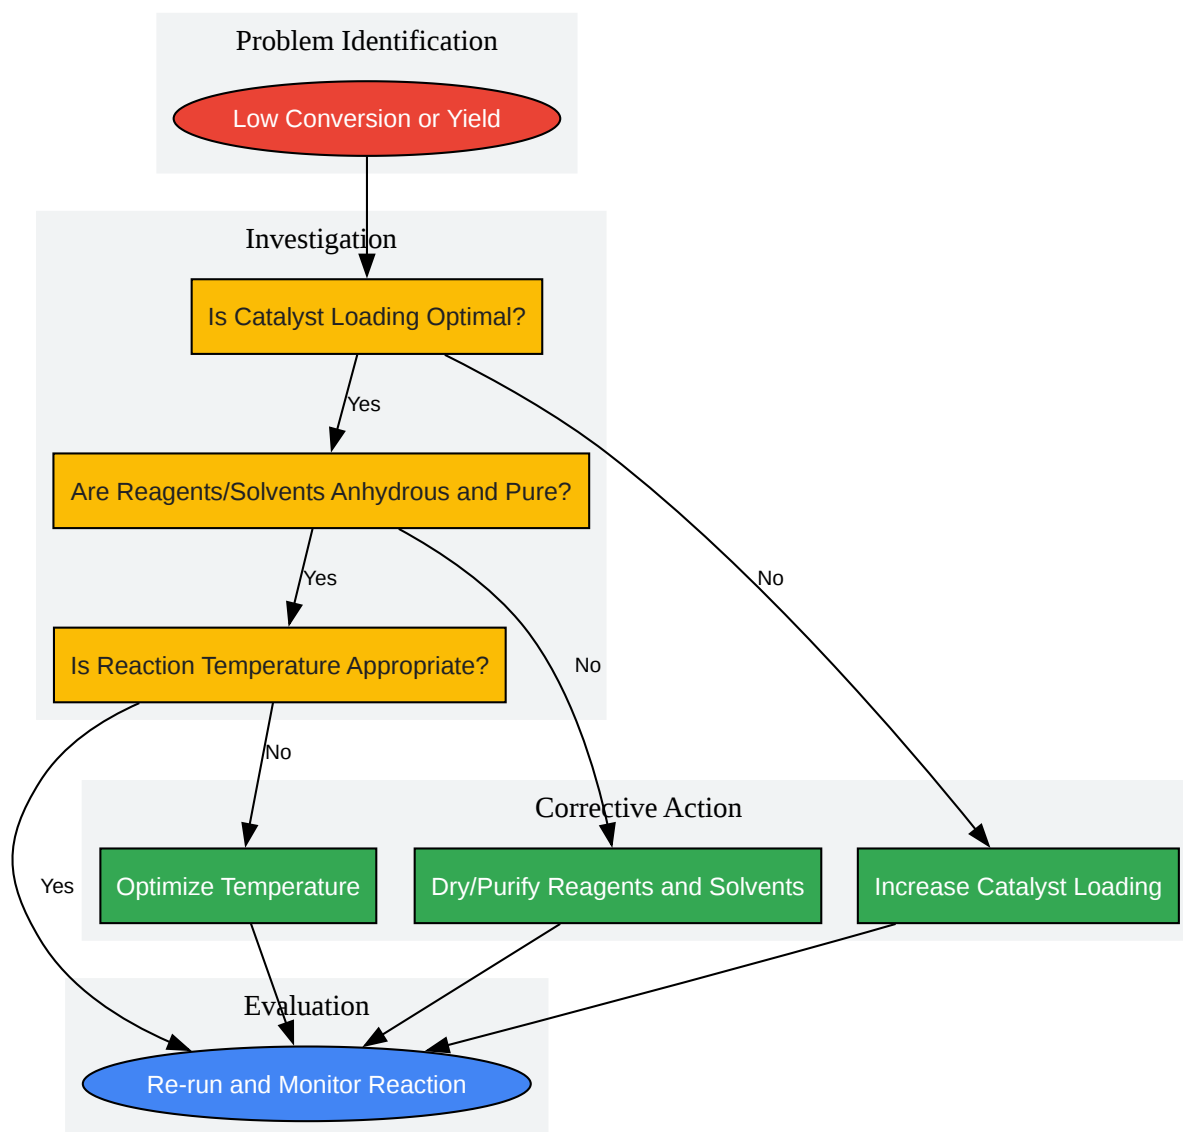 Problem Identification
Low Conversion or Yield
Investigation
Is Catalyst Loading Optimal?
Yes
Are Reagents/Solvents Anhydrous and Pure?
Yes
No
Is Reaction Temperature Appropriate?
No
No
Corrective Action
Yes
Optimize Temperature
Dry/Purify Reagents and Solvents
Increase Catalyst Loading
Evaluation
Re-run and Monitor Reaction